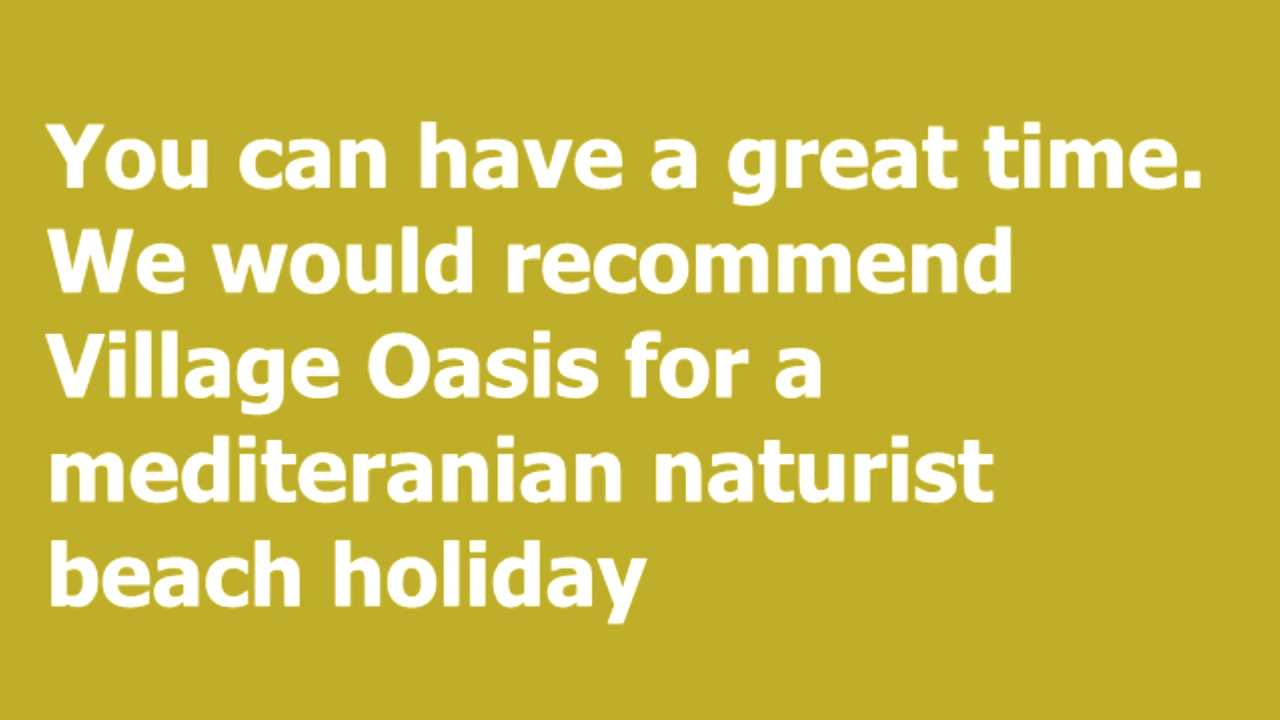 You can have a great time.
We would recommend
Village Oasis for a
mediteranian naturist
beach holiday